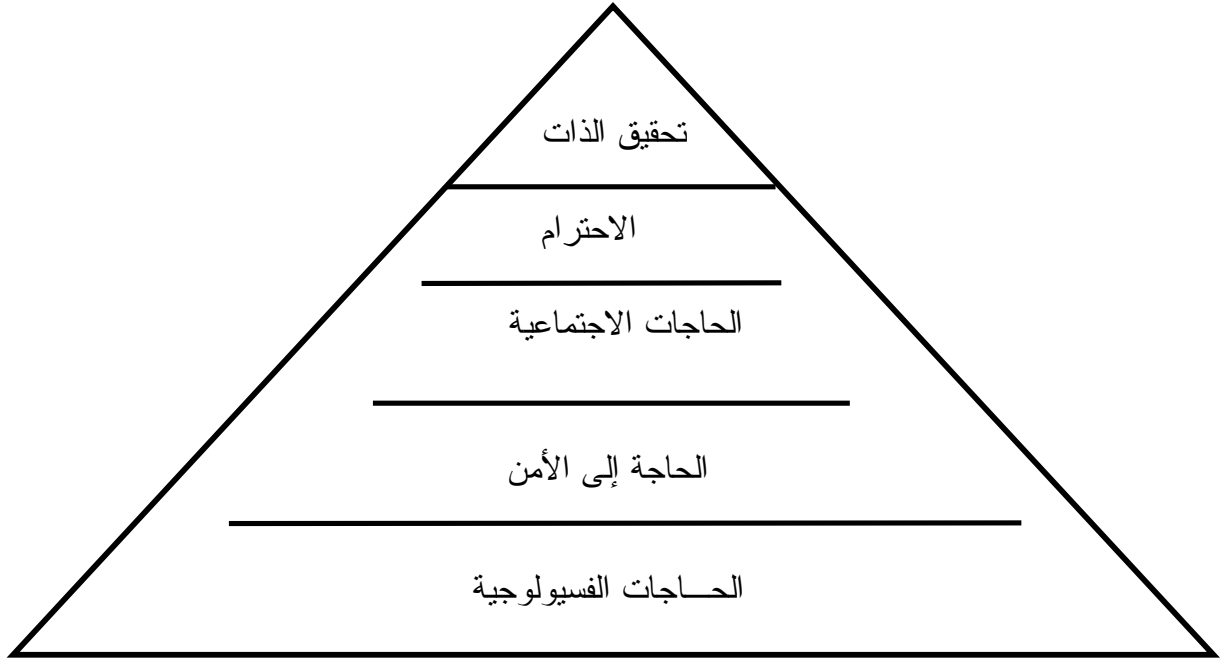 تحقيق الذات
الاحترام
الحاجات الاجتماعية
الحاجة إلى الأمن
الحـــاجات الفسيولوجية